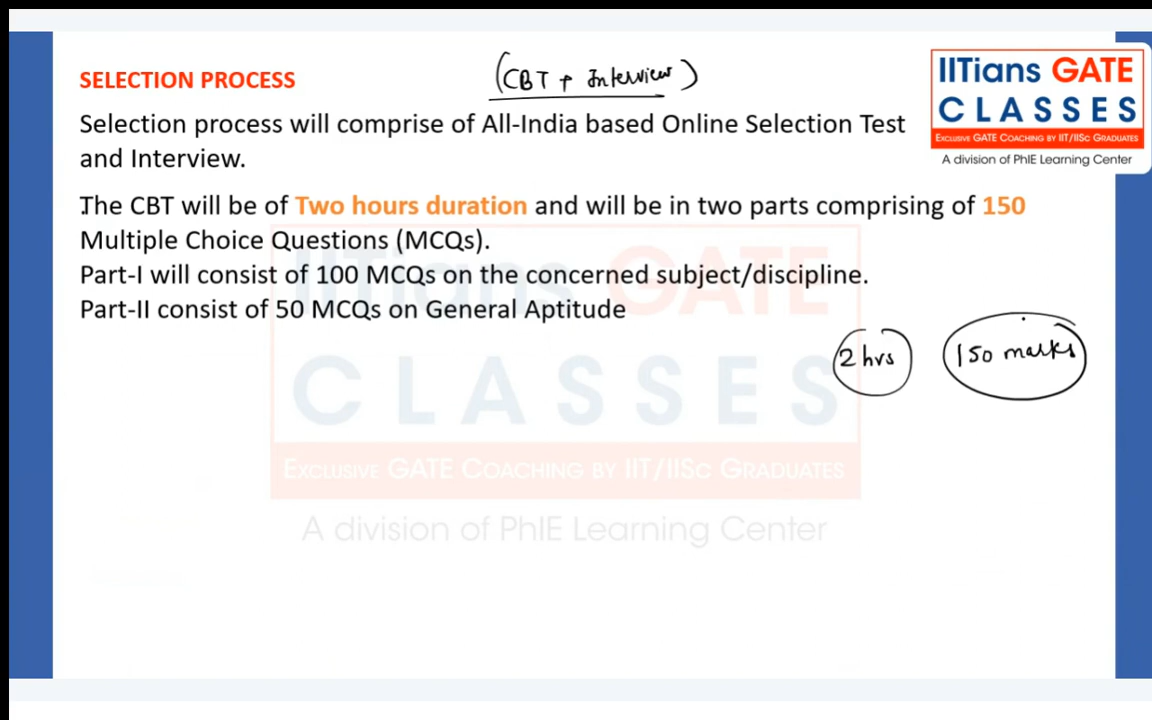 SELECTION PROCESS
(CBT + Interview)
IITians GATE
CLASSES
EXCLUSIVE GATE COACHING BY IIT/IISc GRADUATES
A division of PhIE Learning Center
Selection process will comprise of All-India based Online Selection Test
and Interview.
The CBT will be of Two hours duration and will be in two parts comprising of 150
Multiple Choice Questions (MCQs).
Part-I will consist of 100 MCQs on the concerned subject/discipline.
Part-II consist of 50 MCQs on General Aptitude
2 hrs
150 marks
IITians GATE
CLASSES
EXCLUSIVE GATE COACHING BY IIT/IISc GRADUATES
A division of PhIE Learning Center